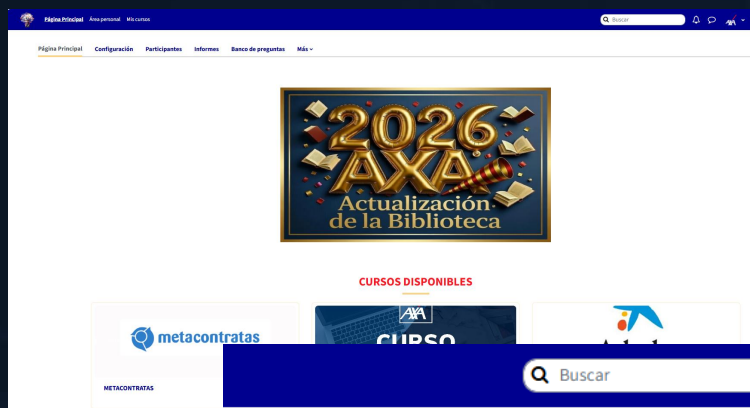 Página Principal Área personal Mis cursos Buscar
Página Principal Configuración Participantes Informes Banco de preguntas Más
2026
AXA
Actualización
de la Biblioteca
CURSOS DISPONIBLES
metacontratas
AXA
CURSO
METACONTRATAS
Buscar